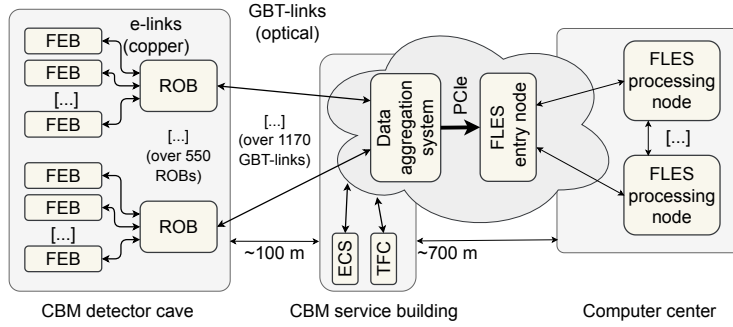 GBT-links
(optical)
e-links
(copper)
FEB
FEB
[...]
FEB
ROB
[...]
(over 550
ROBs)
FEB
FEB
[...]
FEB
ROB
[...]
(over 1170
GBT-links)
Data
aggregation
system
PCIe
FLES
entry node
ECS
TFC
FLES
processing
node
[...]
FLES
processing
node
~100 m
~700 m
CBM detector cave
CBM service building
Computer center